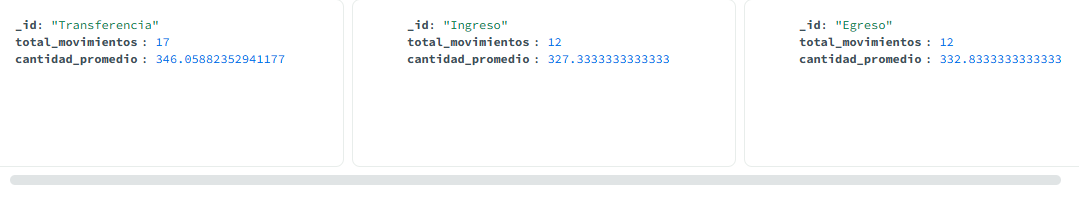 _id: "Transferencia"
total_movimientos : 17
cantidad_promedio : 346.05882352941177
_id: "Ingreso"
total_movimientos : 12
cantidad_promedio : 327.3333333333333
_id: "Egreso"
total_movimientos : 12
cantidad_promedio : 332.8333333333333